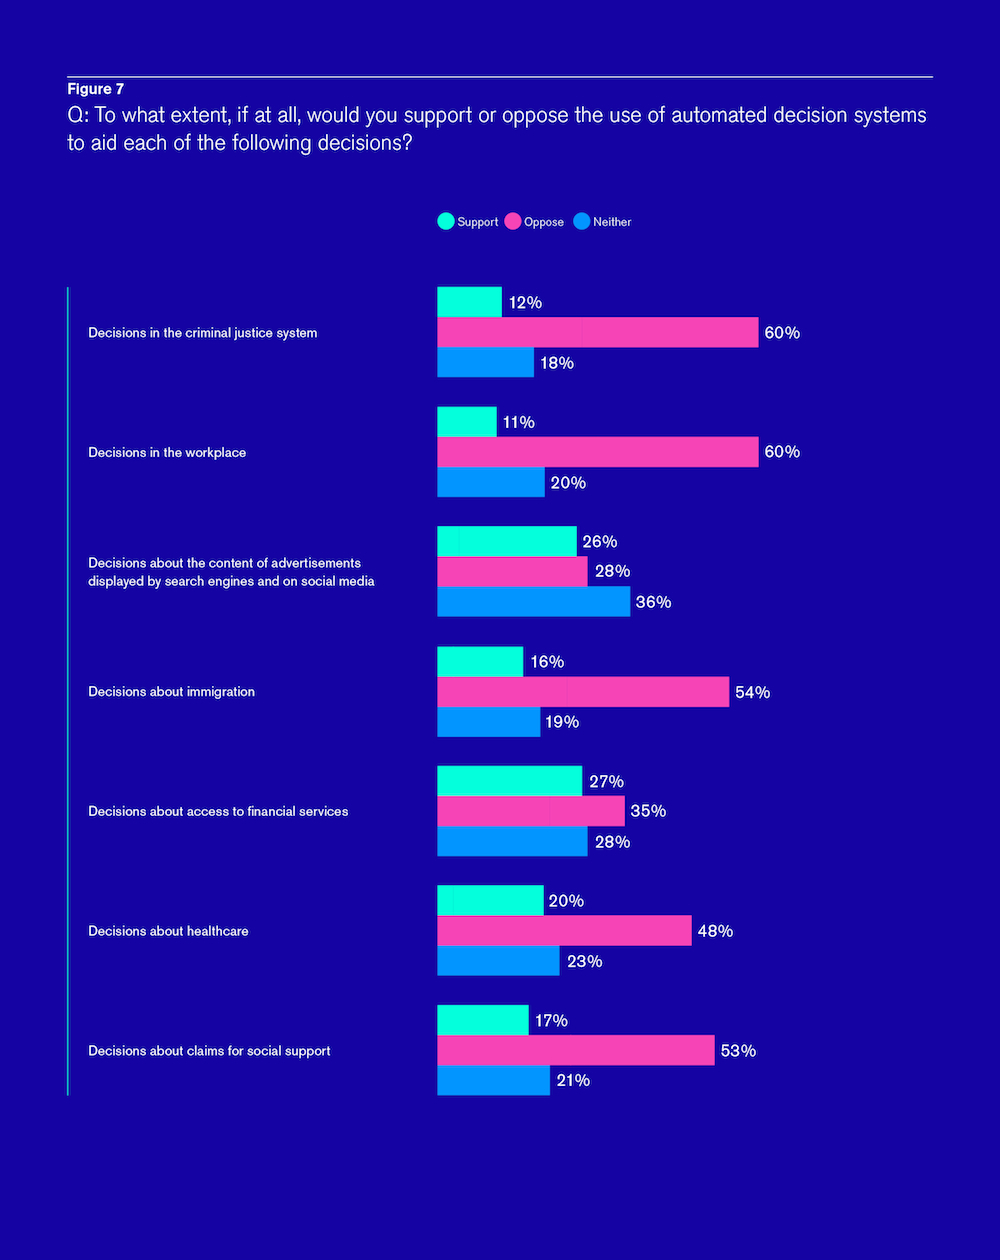 Figure 7
Q: To what extent, if at all, would you support or oppose the use of automated decision systems
to aid each of the following decisions?
Support Oppose Neither
12%
Decisions in the criminal justice system
60%
18%
11%
Decisions in the workplace
60%
20%
26%
Decisions about the content of advertisements
displayed by search engines and on social media
28%
36%
16%
Decisions about immigration
54%
19%
27%
Decisions about access to financial services
35%
28%
20%
Decisions about healthcare
48%
23%
17%
Decisions about claims for social support
53%
21%